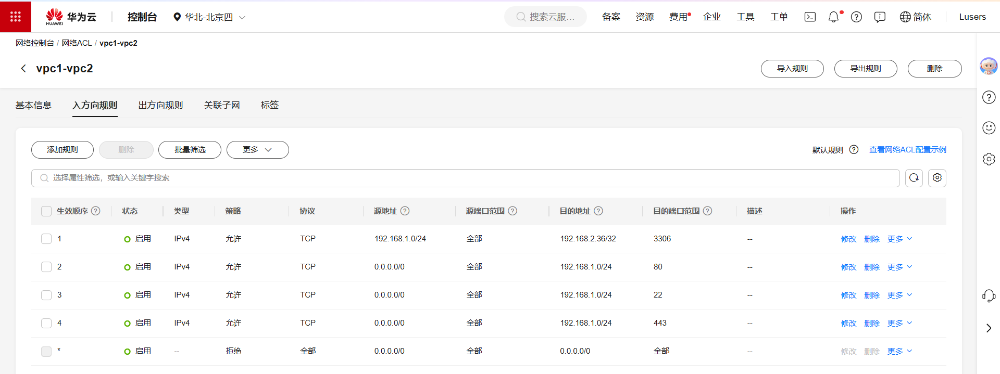 HUAWEI 华为云 控制台 华北-北京四 搜索云服... 备案 资源 费用 企业 工具 工单 简体 Lusers
网络控制台 / 网络ACL / vpc1-vpc2
vpc1-vpc2 导入规则 导出规则 删除
基本信息 入方向规则 出方向规则 关联子网 标签
添加规则 删除 批量筛选 更多 默认规则 查看网络ACL配置示例
选择属性筛选，或输入关键字搜索
生效顺序 状态 类型 策略 协议 源地址 源端口范围 目的地址 目的端口范围 描述 操作
1 启用 IPv4 允许 TCP 192.168.1.0/24 全部 192.168.2.36/32 3306 -- 修改 删除 更多
2 启用 IPv4 允许 TCP 0.0.0.0/0 全部 192.168.1.0/24 80 -- 修改 删除 更多
3 启用 IPv4 允许 TCP 0.0.0.0/0 全部 192.168.1.0/24 22 -- 修改 删除 更多
4 启用 IPv4 允许 TCP 0.0.0.0/0 全部 192.168.1.0/24 443 -- 修改 删除 更多
* 启用 -- 拒绝 全部 0.0.0.0/0 全部 0.0.0.0/0 全部 -- 修改 删除 更多